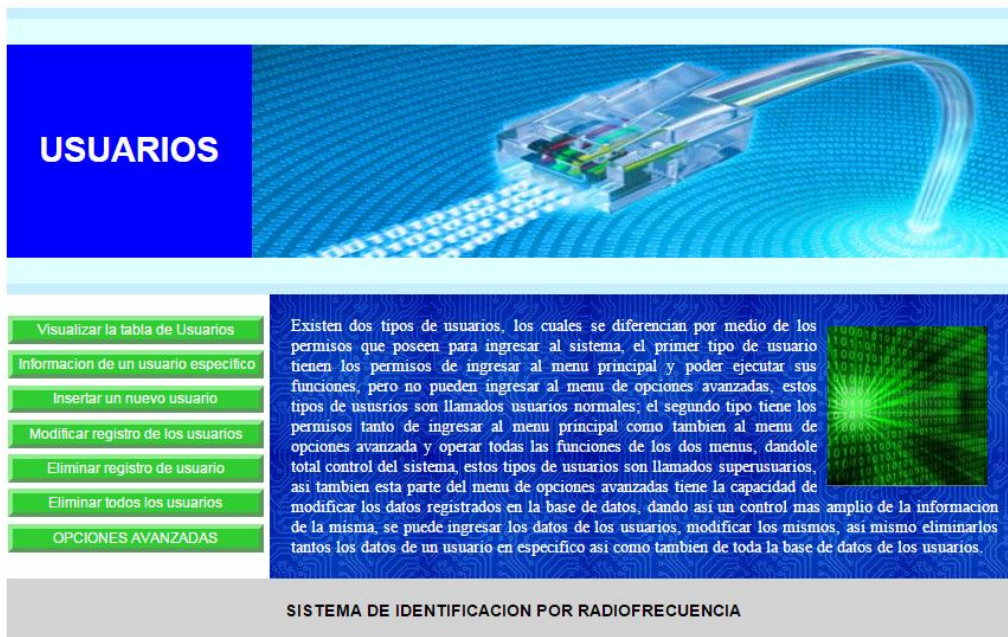 USUARIOS
Visualizar la tabla de Usuarios
Informacion de un usuario especifico
Insertar un nuevo usuario
Modificar registro de los usuarios
Eliminar registro de usuario
Eliminar todos los usuarios
OPCIONES AVANZADAS
Existen dos tipos de usuarios, los cuales se diferencian por medio de los
permisos que poseen para ingresar al sistema, el primer tipo de usuario
tienen los permisos de ingresar al menu principal y poder ejecutar sus
funciones, pero no pueden ingresar al menu de opciones avanzadas, estos
tipos de ususrios son llamados usuarios normales; el segundo tipo tiene los
permisos tanto de ingresar al menu principal como tambien al menu de
opciones avanzada y operar todas las funciones de los dos menus, dandole
total control del sistema, estos tipos de usuarios son llamados superusuarios,
asi tambien esta parte del menu de opciones avanzadas tiene la capacidad de
modificar los datos registrados en la base de datos, dando asi un control mas amplio de la informacion
de la misma, se puede ingresar los datos de los usuarios, modificar los mismos, asi mismo eliminarlos
tantos los datos de un usuario en especifico asi como tambien de toda la base de datos de los usuarios.
SISTEMA DE IDENTIFICACION POR RADIOFRECUENCIA